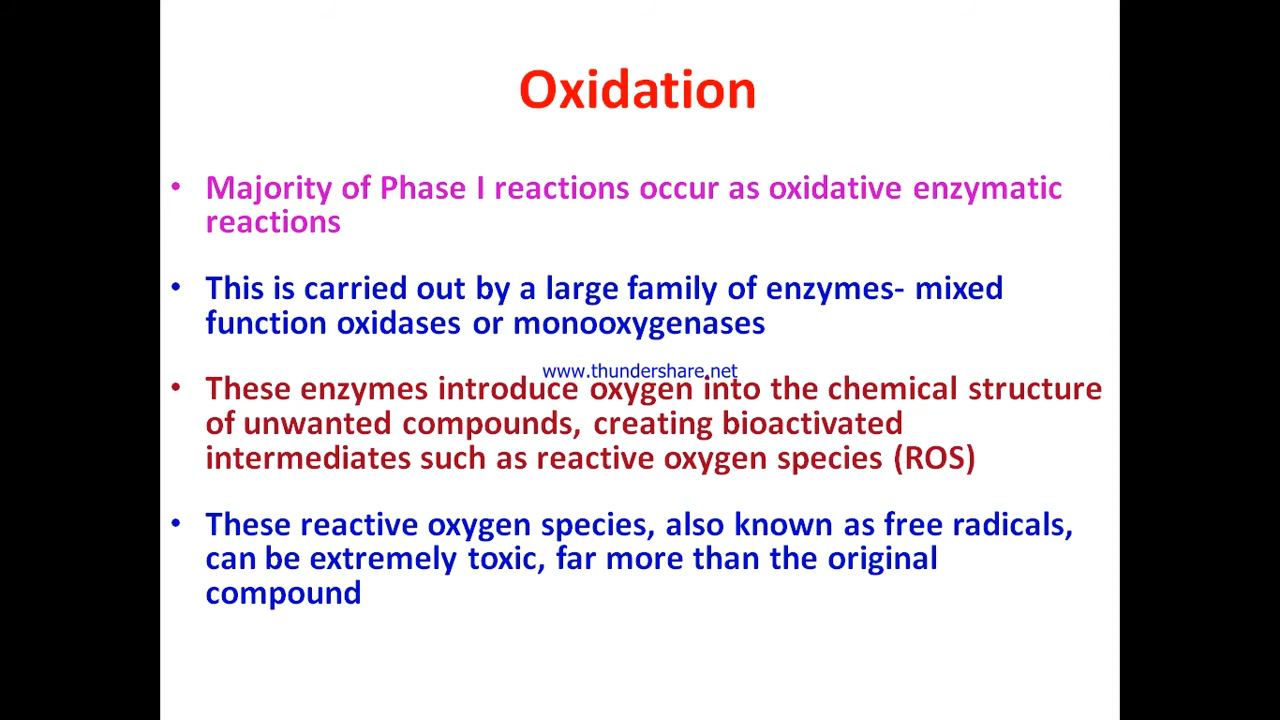 Oxidation
• Majority of Phase I reactions occur as oxidative enzymatic
reactions
• This is carried out by a large family of enzymes- mixed
function oxidases or monooxygenases
www.thundershare.net
• These enzymes introduce oxygen into the chemical structure
of unwanted compounds, creating bioactivated
intermediates such as reactive oxygen species (ROS)
• These reactive oxygen species, also known as free radicals,
can be extremely toxic, far more than the original
compound